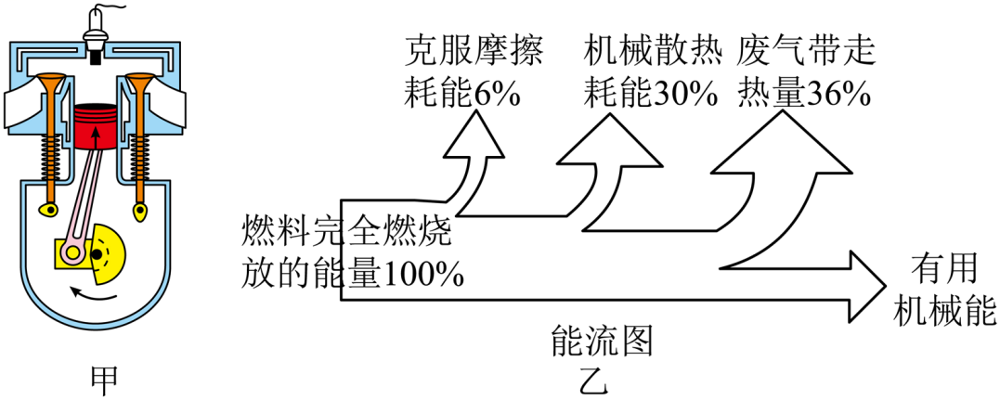 克服摩擦
耗能6%
机械散热
耗能30%
废气带走
热量36%
燃料完全燃烧
放的能量100%
有用
机械能
能流图
甲
乙